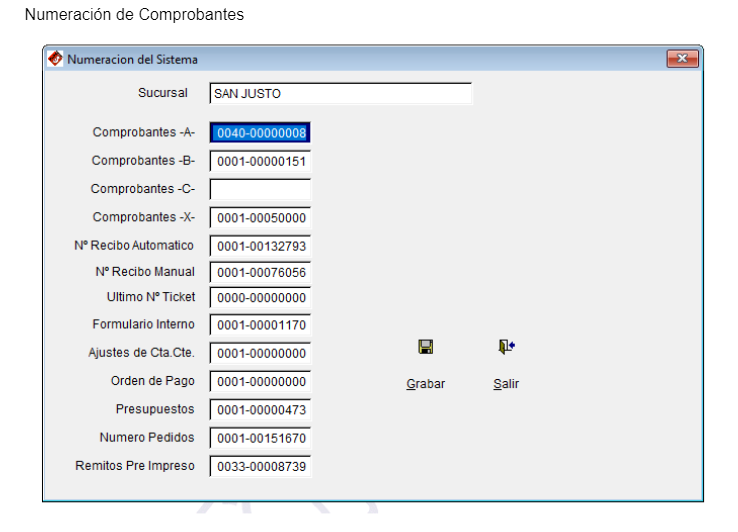 Numeración de Comprobantes
Numeracion del Sistema
Sucursal SAN JUSTO
Comprobantes -A- 0040-00000008
Comprobantes -B- 0001-00000151
Comprobantes -C-
Comprobantes -X- 0001-00050000
Nº Recibo Automatico 0001-00132793
Nº Recibo Manual 0001-00076056
Ultimo Nº Ticket 0000-00000000
Formulario Interno 0001-00001170
Ajustes de Cta.Cte. 0001-00000000
Orden de Pago 0001-00000000
Grabar Salir
Presupuestos 0001-00000473
Numero Pedidos 0001-00151670
Remitos Pre Impreso 0033-00008739